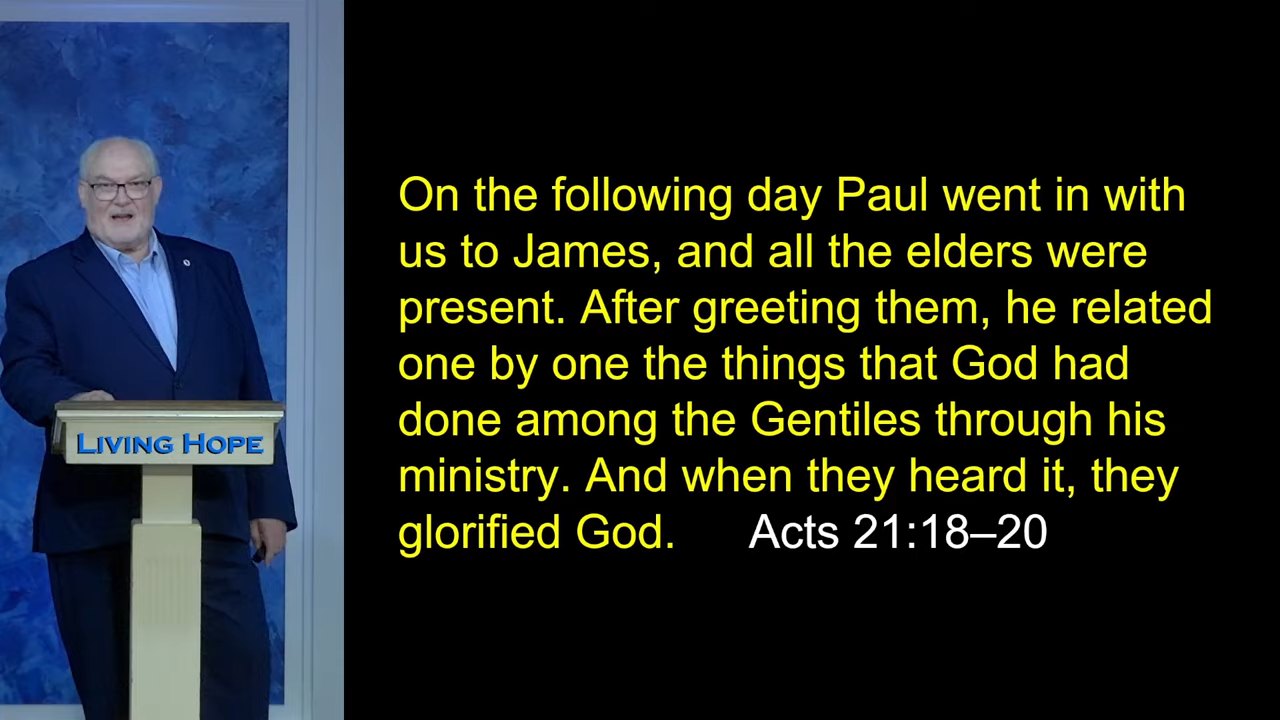 LIVING HOPE
On the following day Paul went in with
us to James, and all the elders were
present. After greeting them, he related
one by one the things that God had
done among the Gentiles through his
ministry. And when they heard it, they
glorified God. Acts 21:18–20